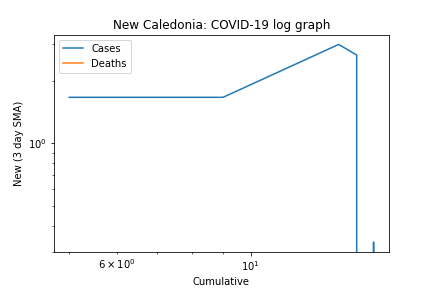 New Caledonia: COVID-19 log graph
Cases
Deaths
New (3 day SMA)
10⁰
6 × 10⁰
10¹
Cumulative